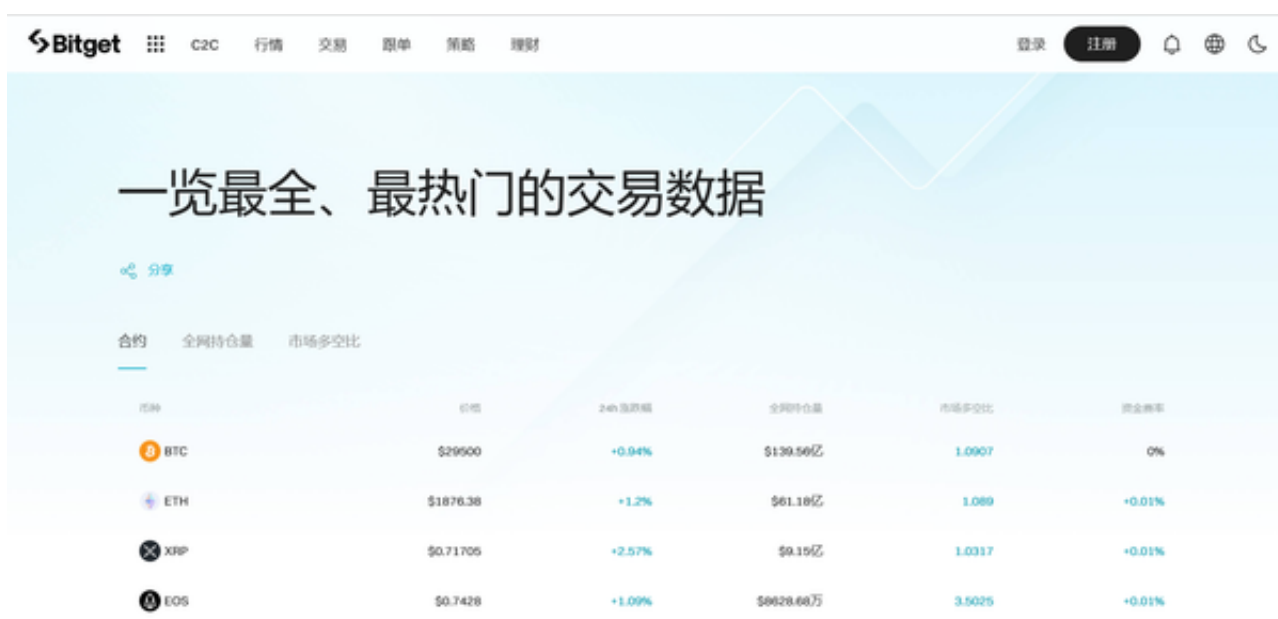 Bitget C2C 行情 交易 跟单 策略 理财 登录 注册
一览最全、最热门的交易数据
分享
合约 全网持仓量 市场多空比
币种 价格 24h涨跌幅 全网持仓量 市场多空比 资金费率
BTC $29500 +0.94% $139.56亿 1.0907 0%
ETH $1876.38 +1.2% $61.18亿 1.089 +0.01%
XRP $0.71705 +2.57% $9.15亿 1.0317 +0.01%
EOS $0.7428 +1.09% $8628.68万 3.5025 +0.01%